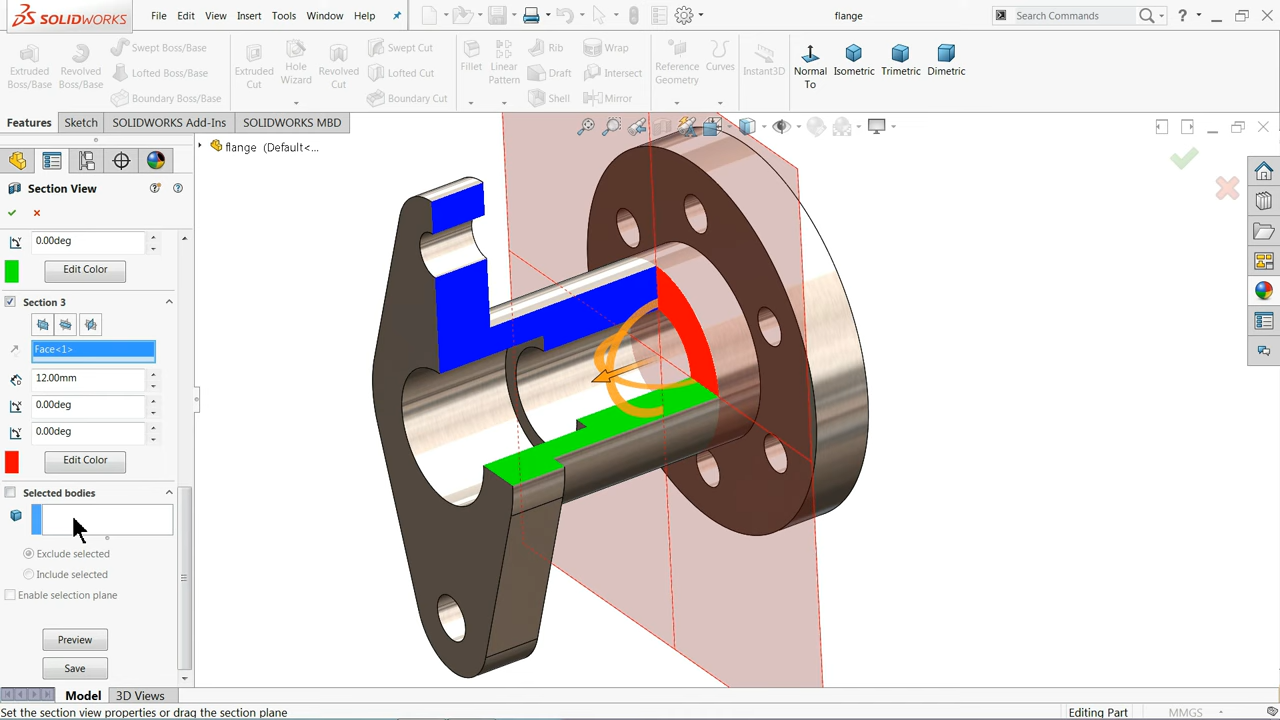 SOLIDWORKS File Edit View Insert Tools Window Help flange Search Commands ?
Extruded Boss/Base
Revolved Boss/Base
Swept Boss/Base
Lofted Boss/Base
Boundary Boss/Base
Extruded Cut
Hole Wizard
Revolved Cut
Swept Cut
Lofted Cut
Boundary Cut
Fillet
Linear Pattern
Rib
Draft
Shell
Wrap
Intersect
Mirror
Reference Geometry
Curves
Instant3D
Normal To
Isometric
Trimetric
Dimetric
Features Sketch SOLIDWORKS Add-Ins SOLIDWORKS MBD
flange (Default<...
Section View
0.00deg
Edit Color
Section 3
Face<1>
12.00mm
0.00deg
0.00deg
Edit Color
Selected bodies
Exclude selected
Include selected
Enable selection plane
Preview
Save
Model 3D Views
Set the section view properties or drag the section plane Editing Part MMGS